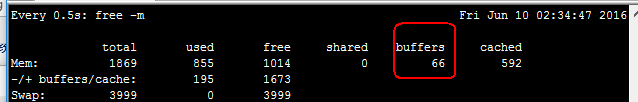 Every 0.5s: free -m Fri Jun 10 02:34:47 2016
total used free shared buffers cached
Mem: 1869 855 1014 0 66 592
-/+ buffers/cache: 195 1673
Swap: 3999 0 3999